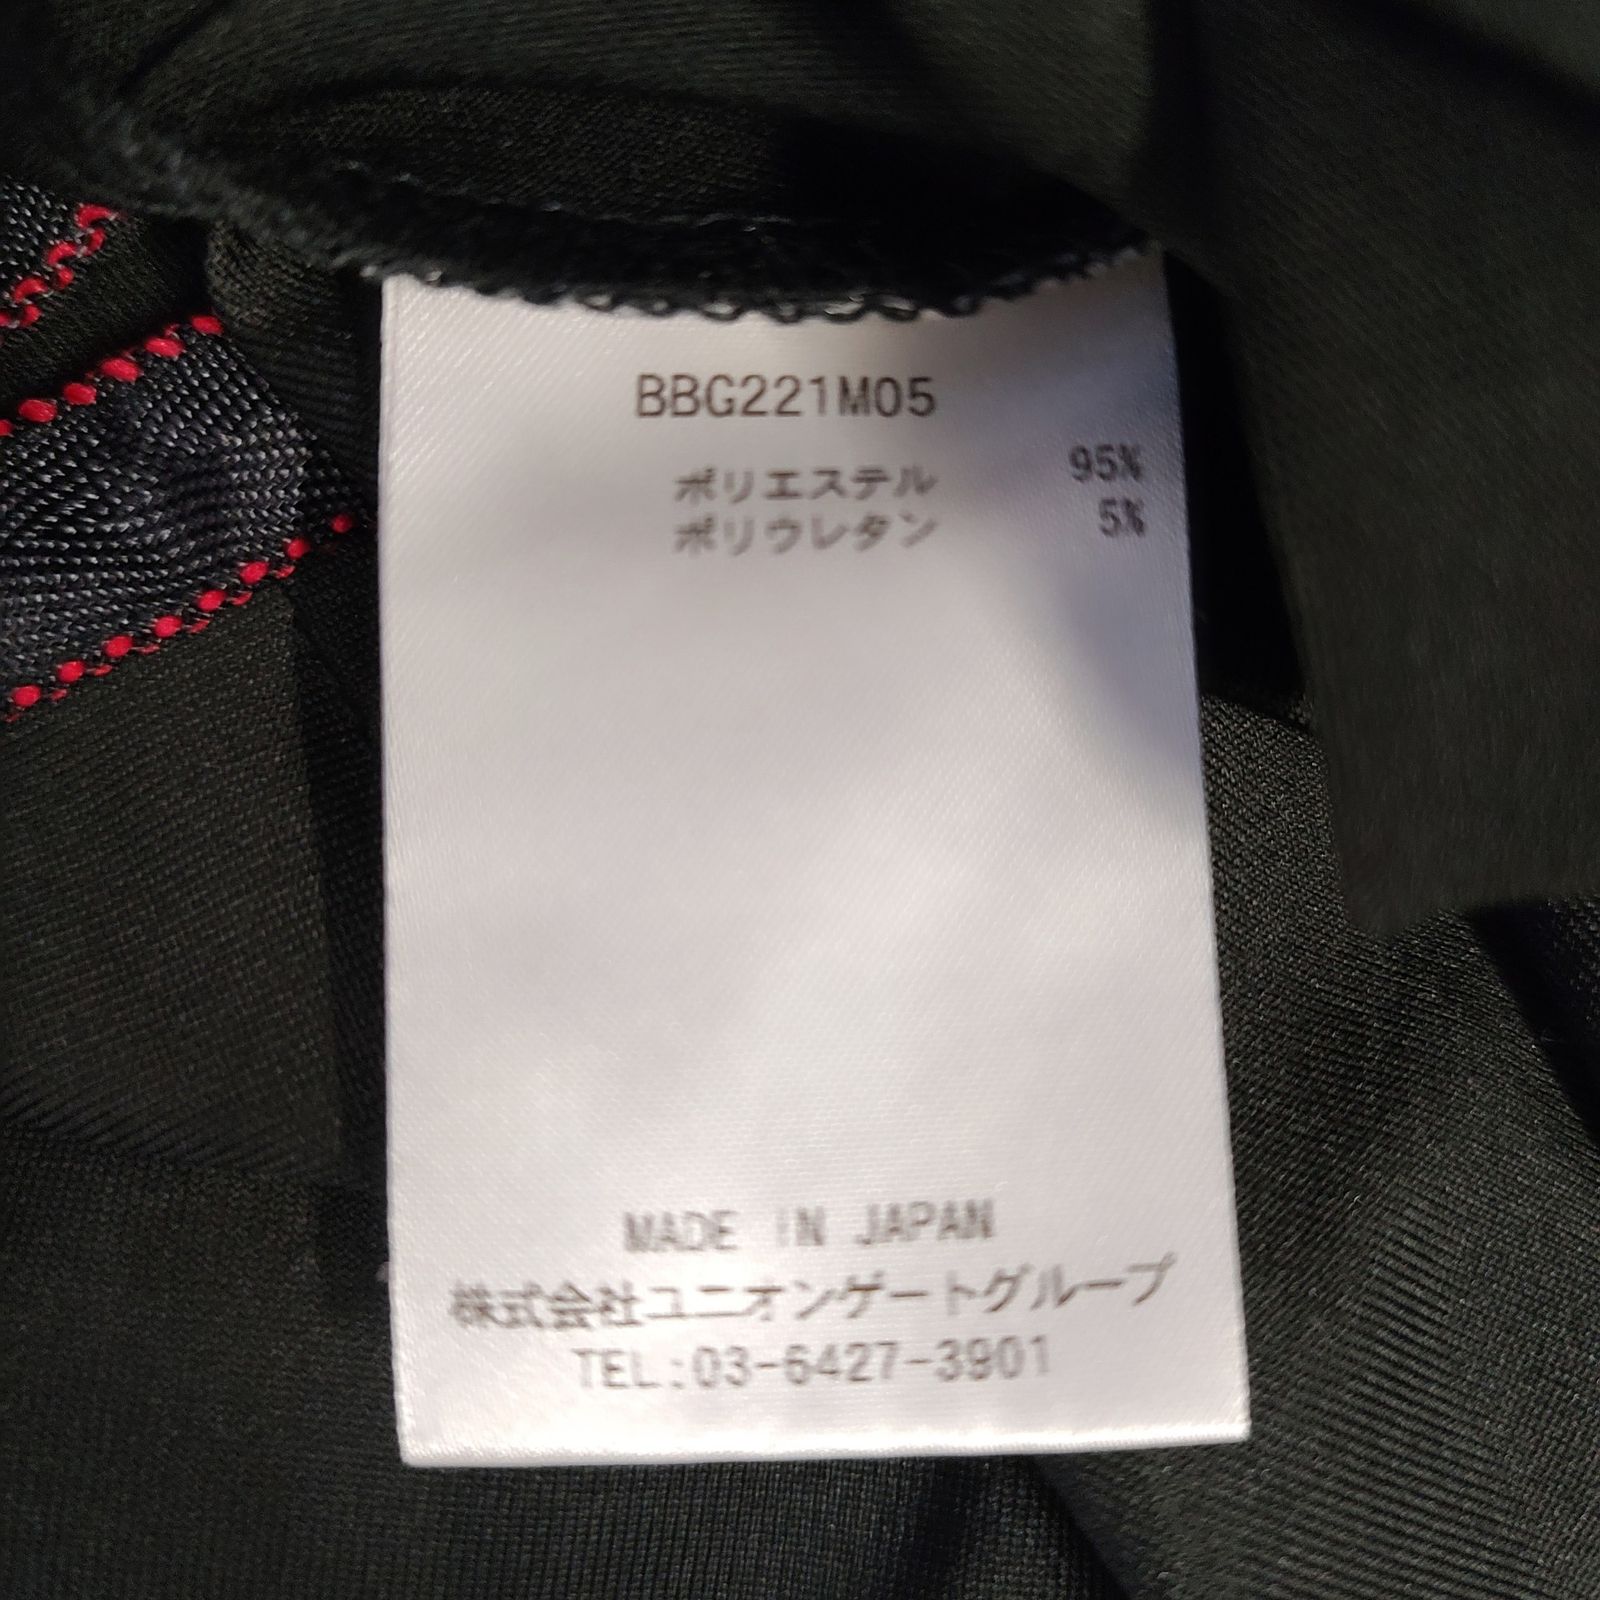 BBG221M05
ポリエステル 95%
ポリウレタン 5%
MADE IN JAPAN
株式会社ユニオンゲートグループ
TEL:03-6427-3901